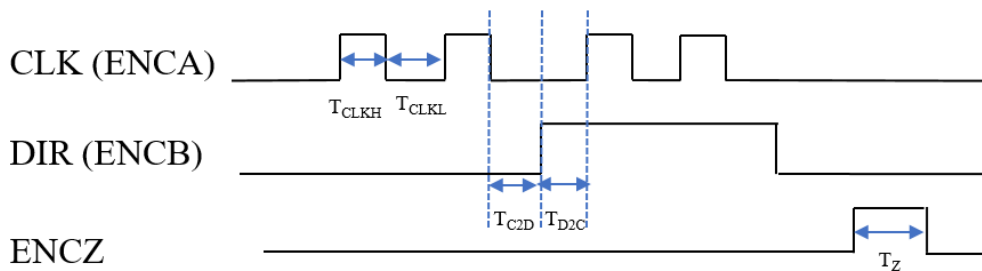 CLK (ENCA)
T_CLKH T_CLKL
DIR (ENCB)
T_C2D T_D2C
ENCZ
T_Z